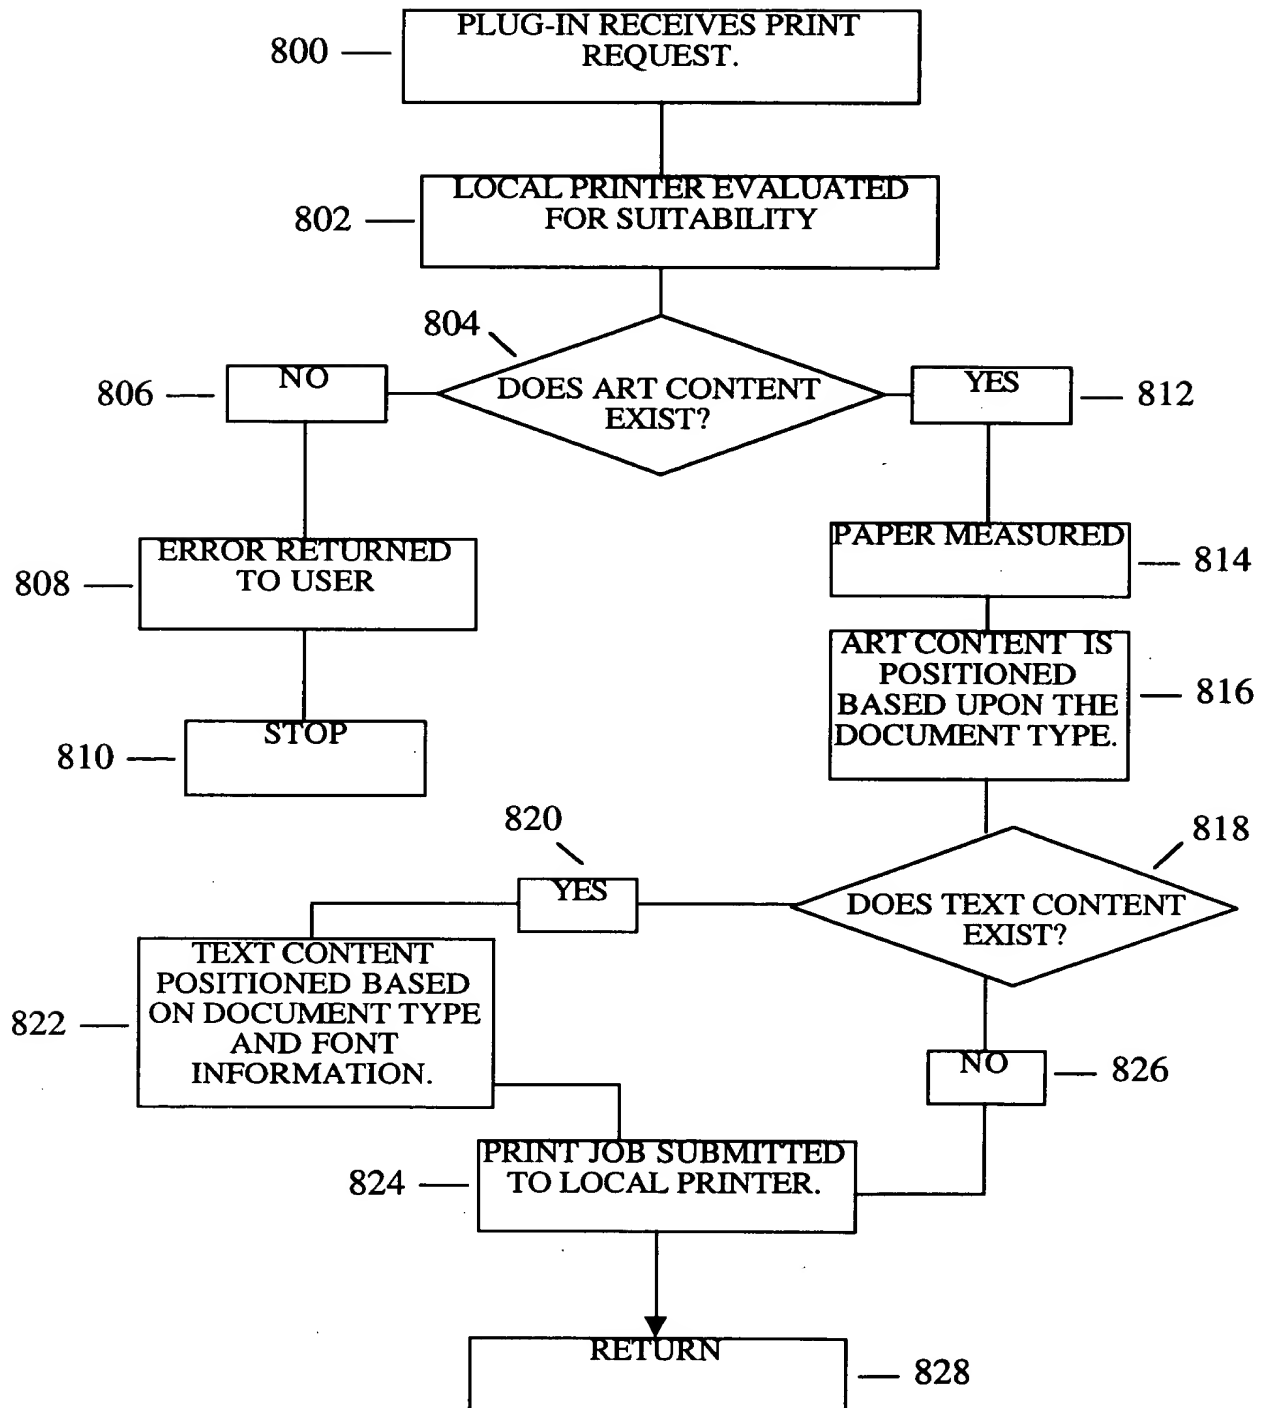 PLUG-IN RECEIVES PRINT
REQUEST.
800
LOCAL PRINTER EVALUATED
FOR SUITABILITY
802
804
DOES ART CONTENT
EXIST?
NO
806
YES
812
ERROR RETURNED
TO USER
808
PAPER MEASURED
814
STOP
810
ART CONTENT IS
POSITIONED
BASED UPON THE
DOCUMENT TYPE.
816
820
YES
818
DOES TEXT CONTENT
EXIST?
TEXT CONTENT
POSITIONED BASED
ON DOCUMENT TYPE
AND FONT
INFORMATION.
822
NO
826
PRINT JOB SUBMITTED
TO LOCAL PRINTER.
824
RETURN
828